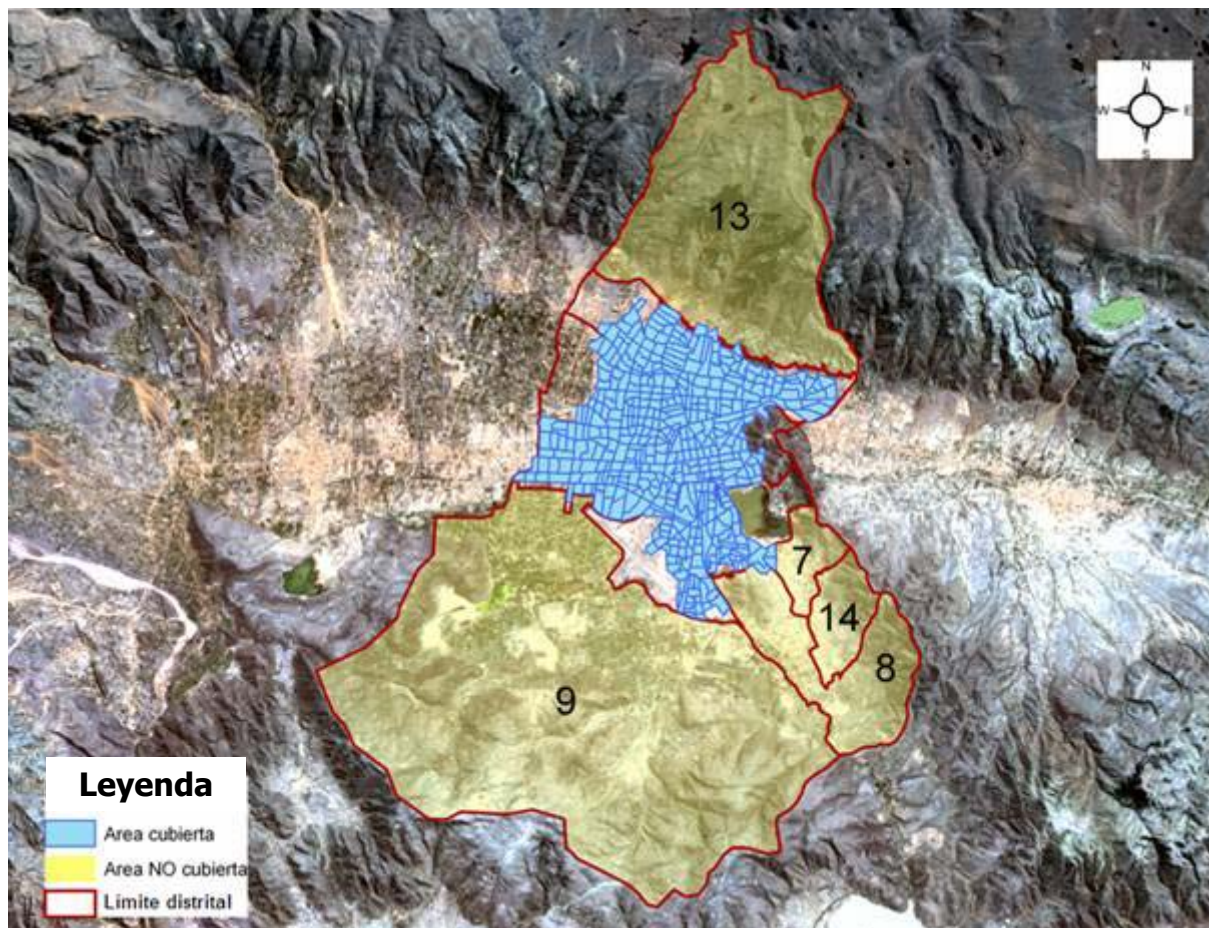 N
W E
S
13
7
14
8
9
Leyenda
Area cubierta
Area NO cubierta
Limite distrital